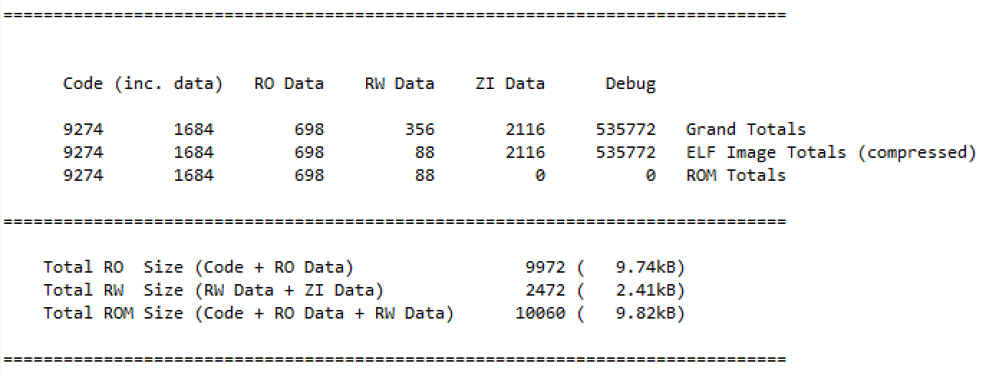 ==============================================================================
Code (inc. data)   RO Data    RW Data    ZI Data      Debug
9274       1684        698        356       2116     535772   Grand Totals
9274       1684        698         88       2116     535772   ELF Image Totals (compressed)
9274       1684        698         88          0          0   ROM Totals
==============================================================================
Total RO  Size (Code + RO Data)                 9972 (   9.74kB)
Total RW  Size (RW Data + ZI Data)              2472 (   2.41kB)
Total ROM Size (Code + RO Data + RW Data)      10060 (   9.82kB)
==============================================================================